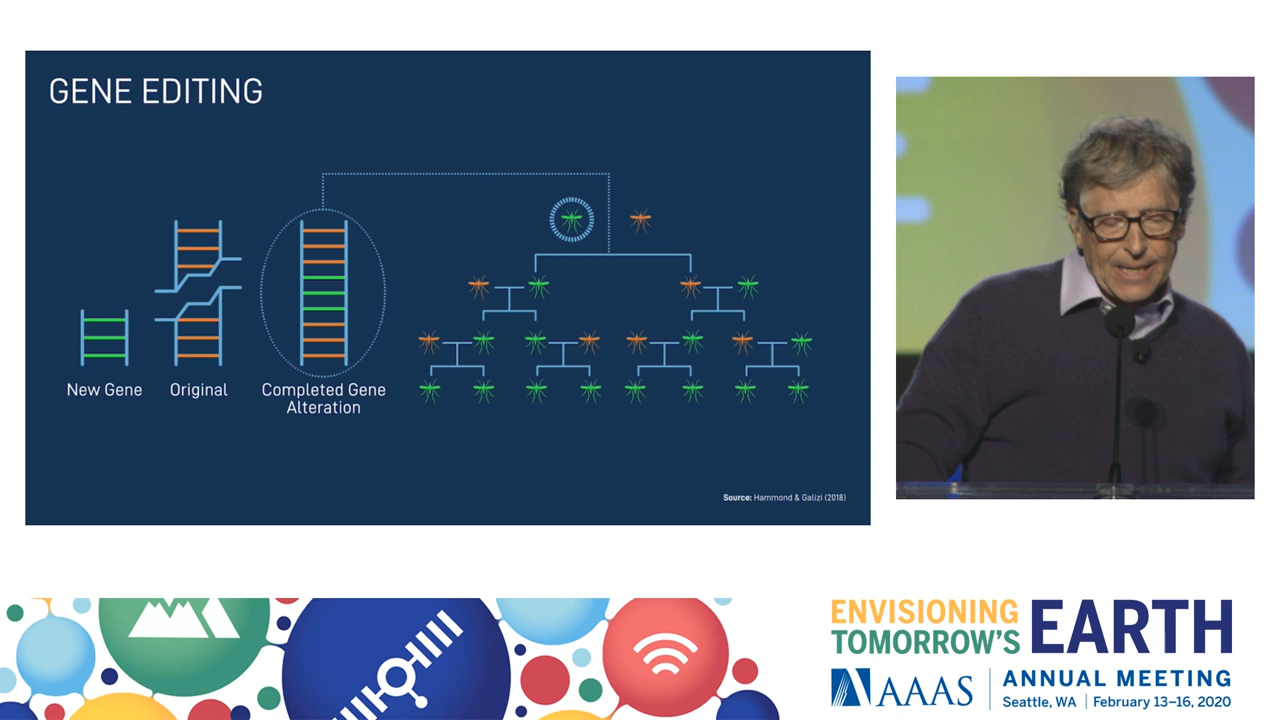 GENE EDITING
New Gene
Original
Completed Gene
Alteration
Source: Hammond & Galizi (2018)
ENVISIONING
TOMORROW'S
EARTH
AAAS
ANNUAL MEETING
Seattle, WA | February 13–16, 2020